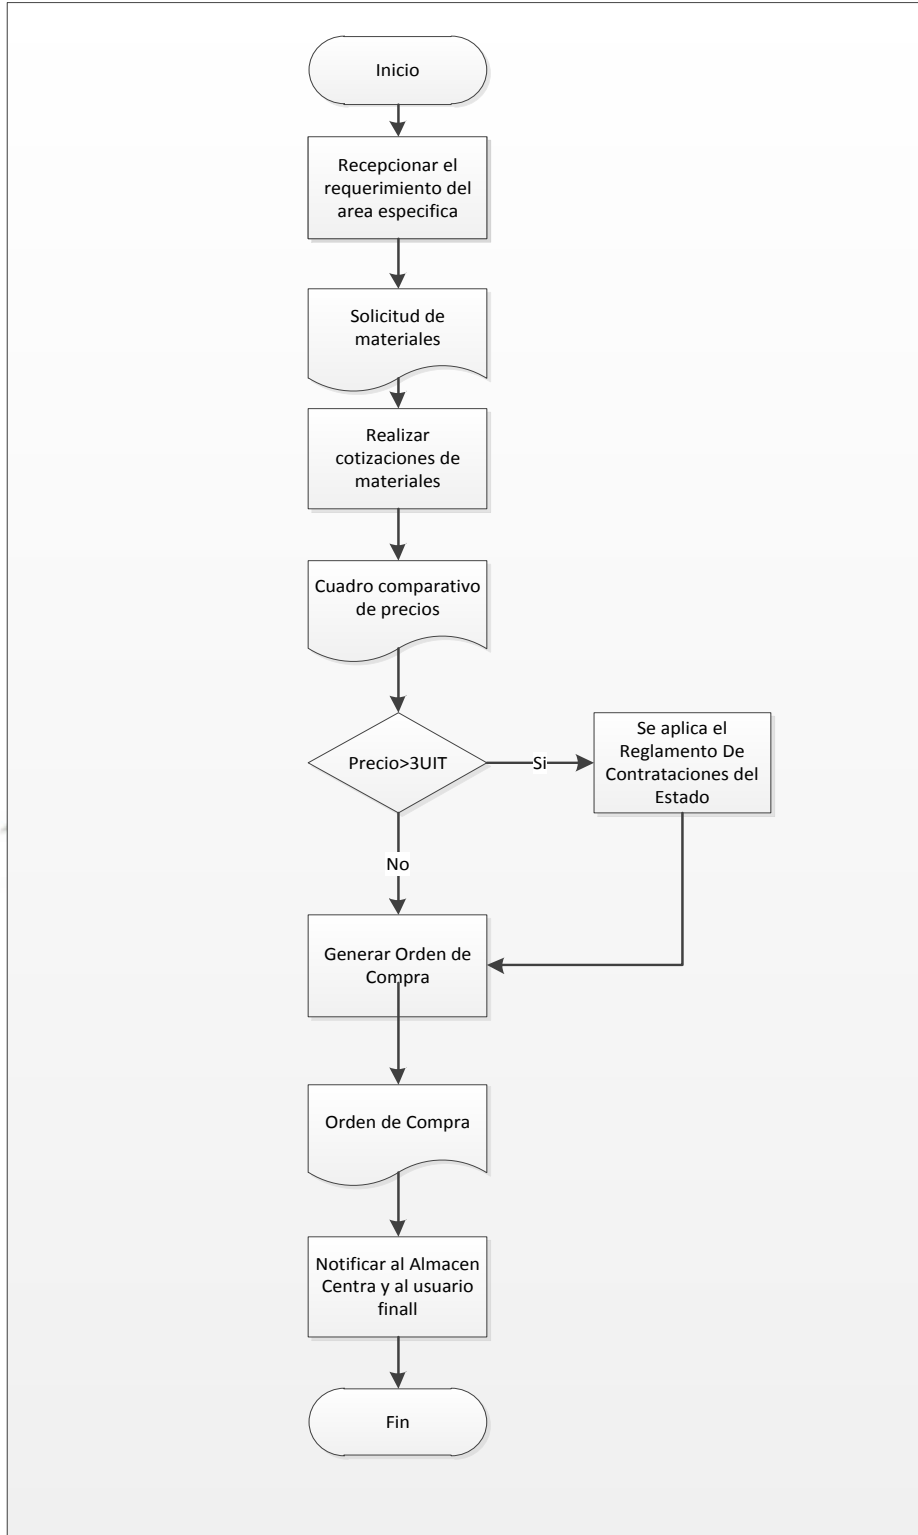 Inicio
Recepcionar el
requerimiento del
area especifica
Solicitud de
materiales
Realizar
cotizaciones de
materiales
Cuadro comparativo
de precios
Precio>3UIT
Si
Se aplica el
Reglamento De
Contrataciones del
Estado
No
Generar Orden de
Compra
Orden de Compra
Notificar al Almacen
Centra y al usuario
finall
Fin